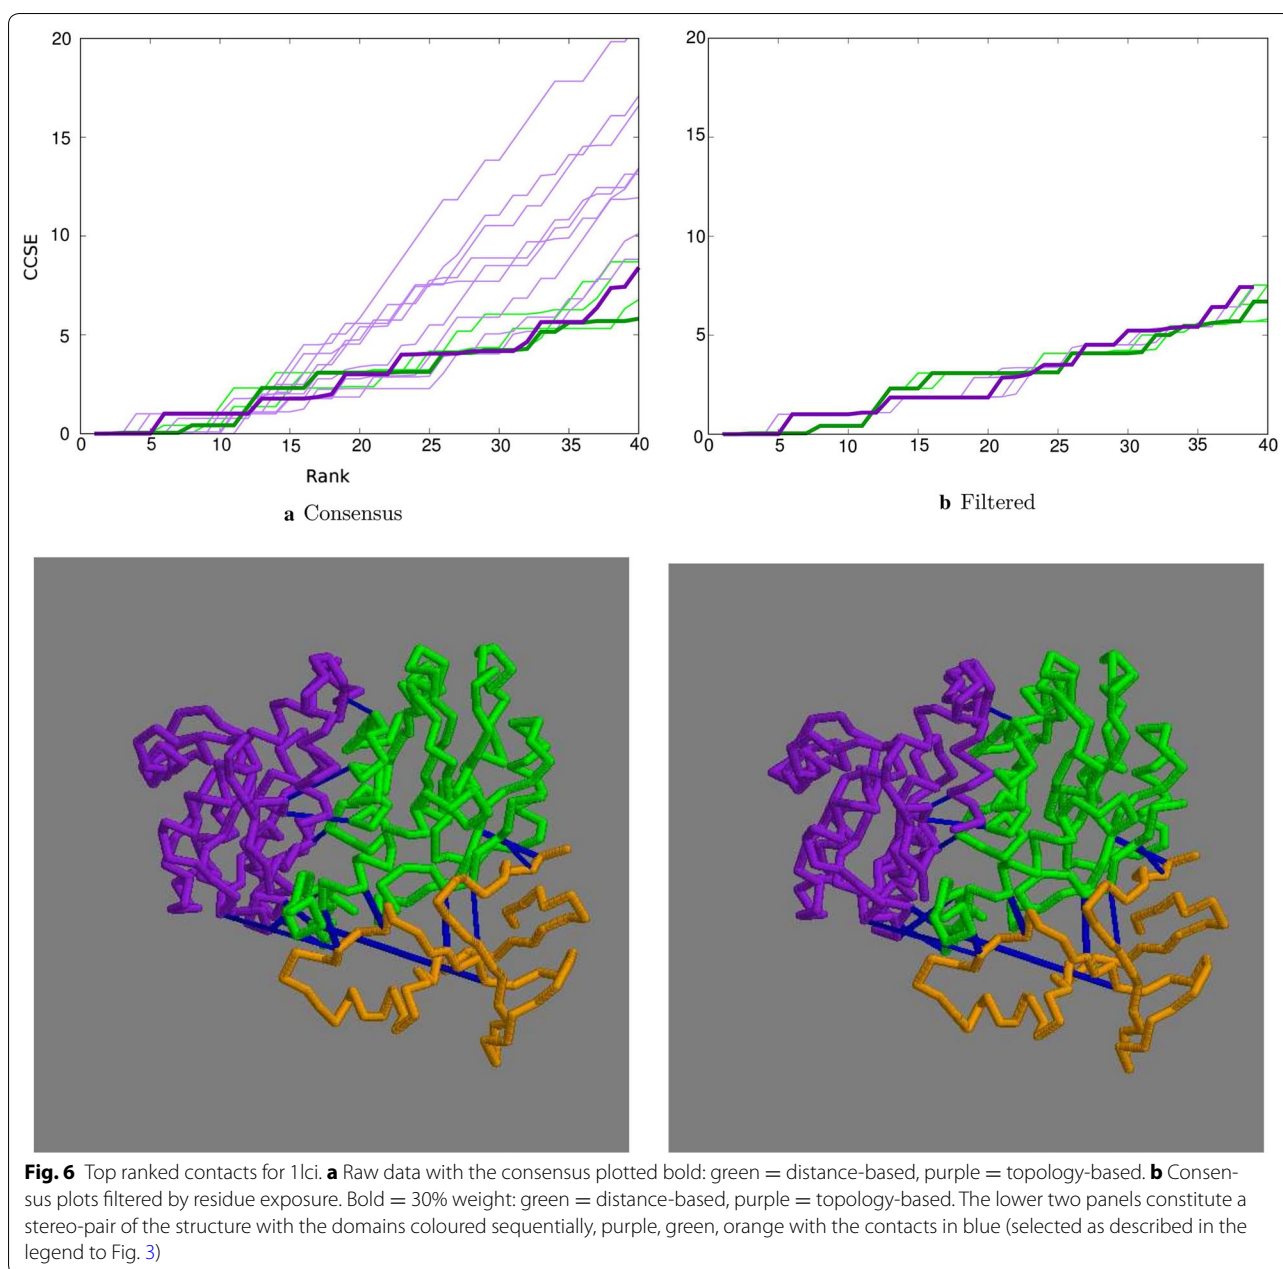 20
15
10
5
0
CCSE
0 5 10 15 20 25 30 35 40
Rank
a Consensus
20
15
10
5
0
5 10 15 20 25 30 35 40
b Filtered
Fig. 6 Top ranked contacts for 1lci. a Raw data with the consensus plotted bold: green = distance-based, purple = topology-based. b Consen-
sus plots filtered by residue exposure. Bold = 30% weight: green = distance-based, purple = topology-based. The lower two panels constitute a
stereo-pair of the structure with the domains coloured sequentially, purple, green, orange with the contacts in blue (selected as described in the
legend to Fig. 3)